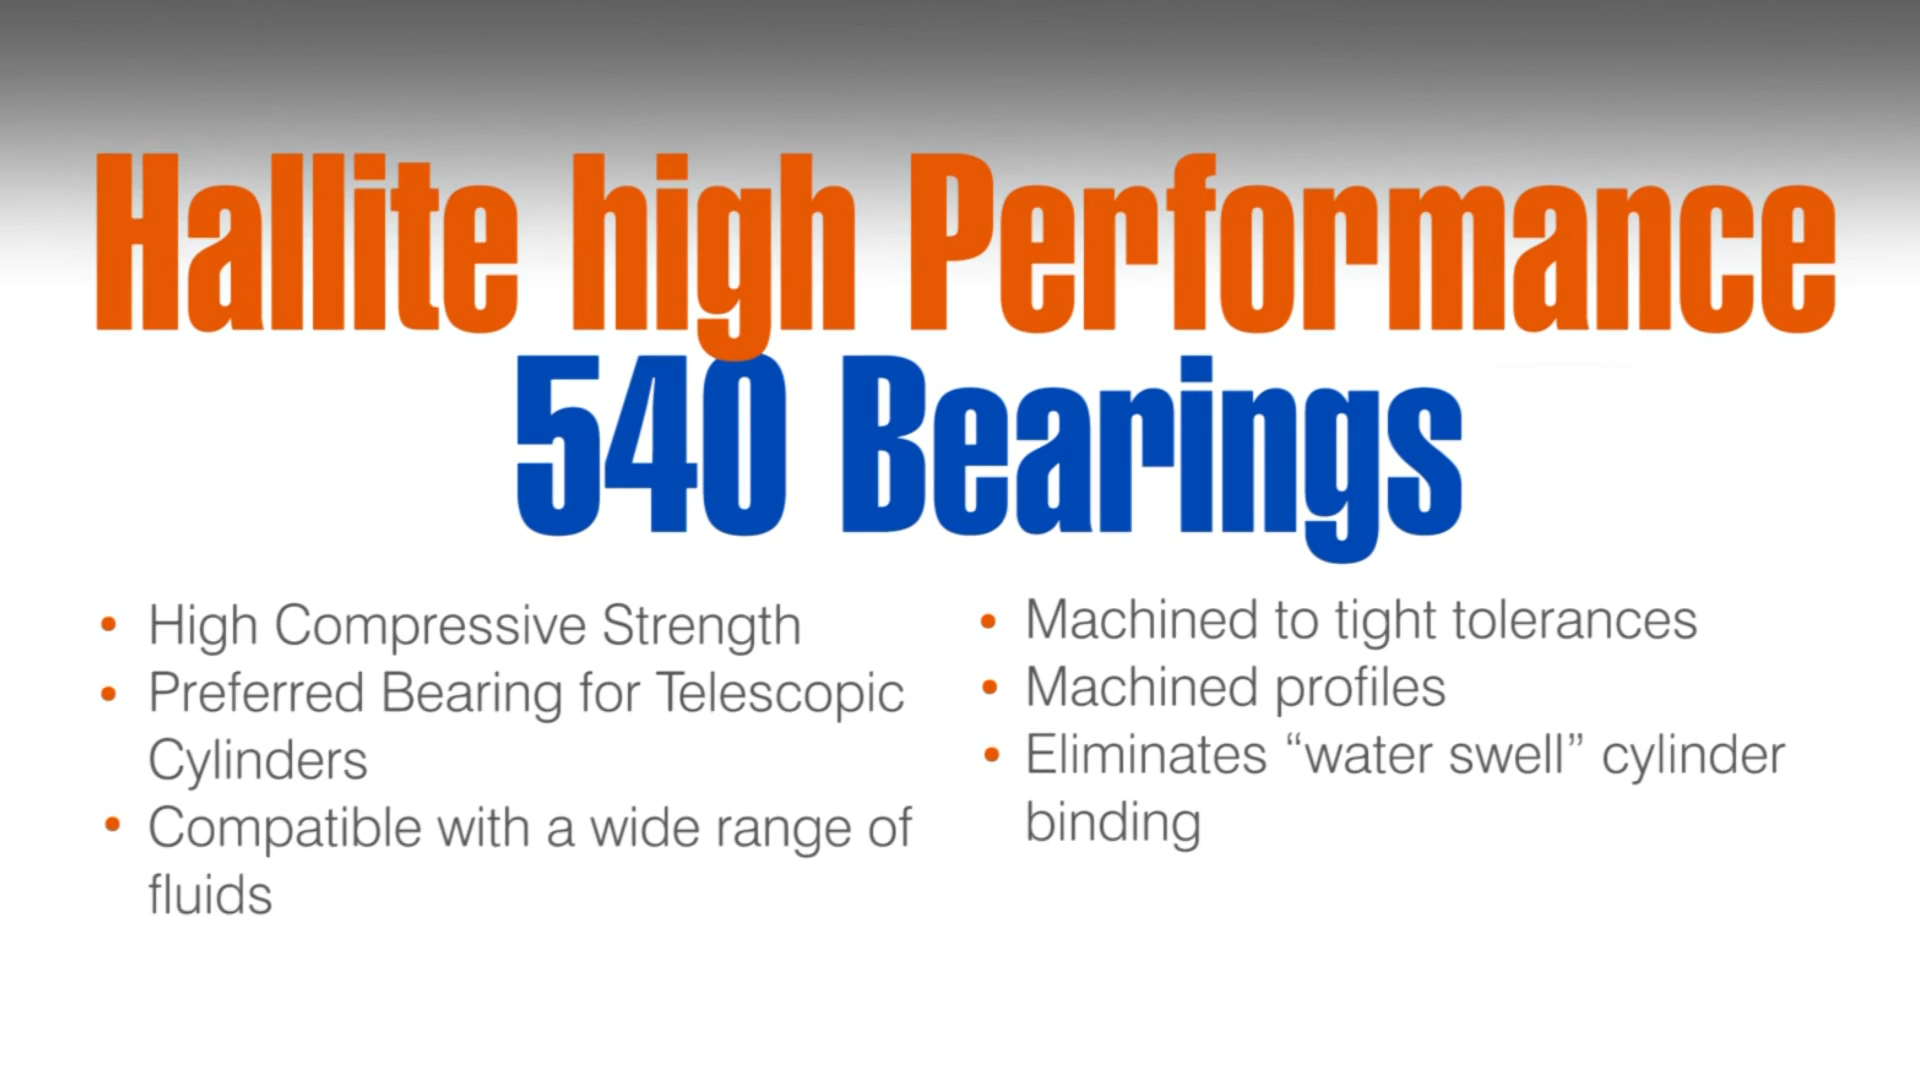 Hallite high Performance
540 Bearings
• High Compressive Strength
• Preferred Bearing for Telescopic
Cylinders
• Compatible with a wide range of
fluids
• Machined to tight tolerances
• Machined profiles
• Eliminates “water swell” cylinder
binding